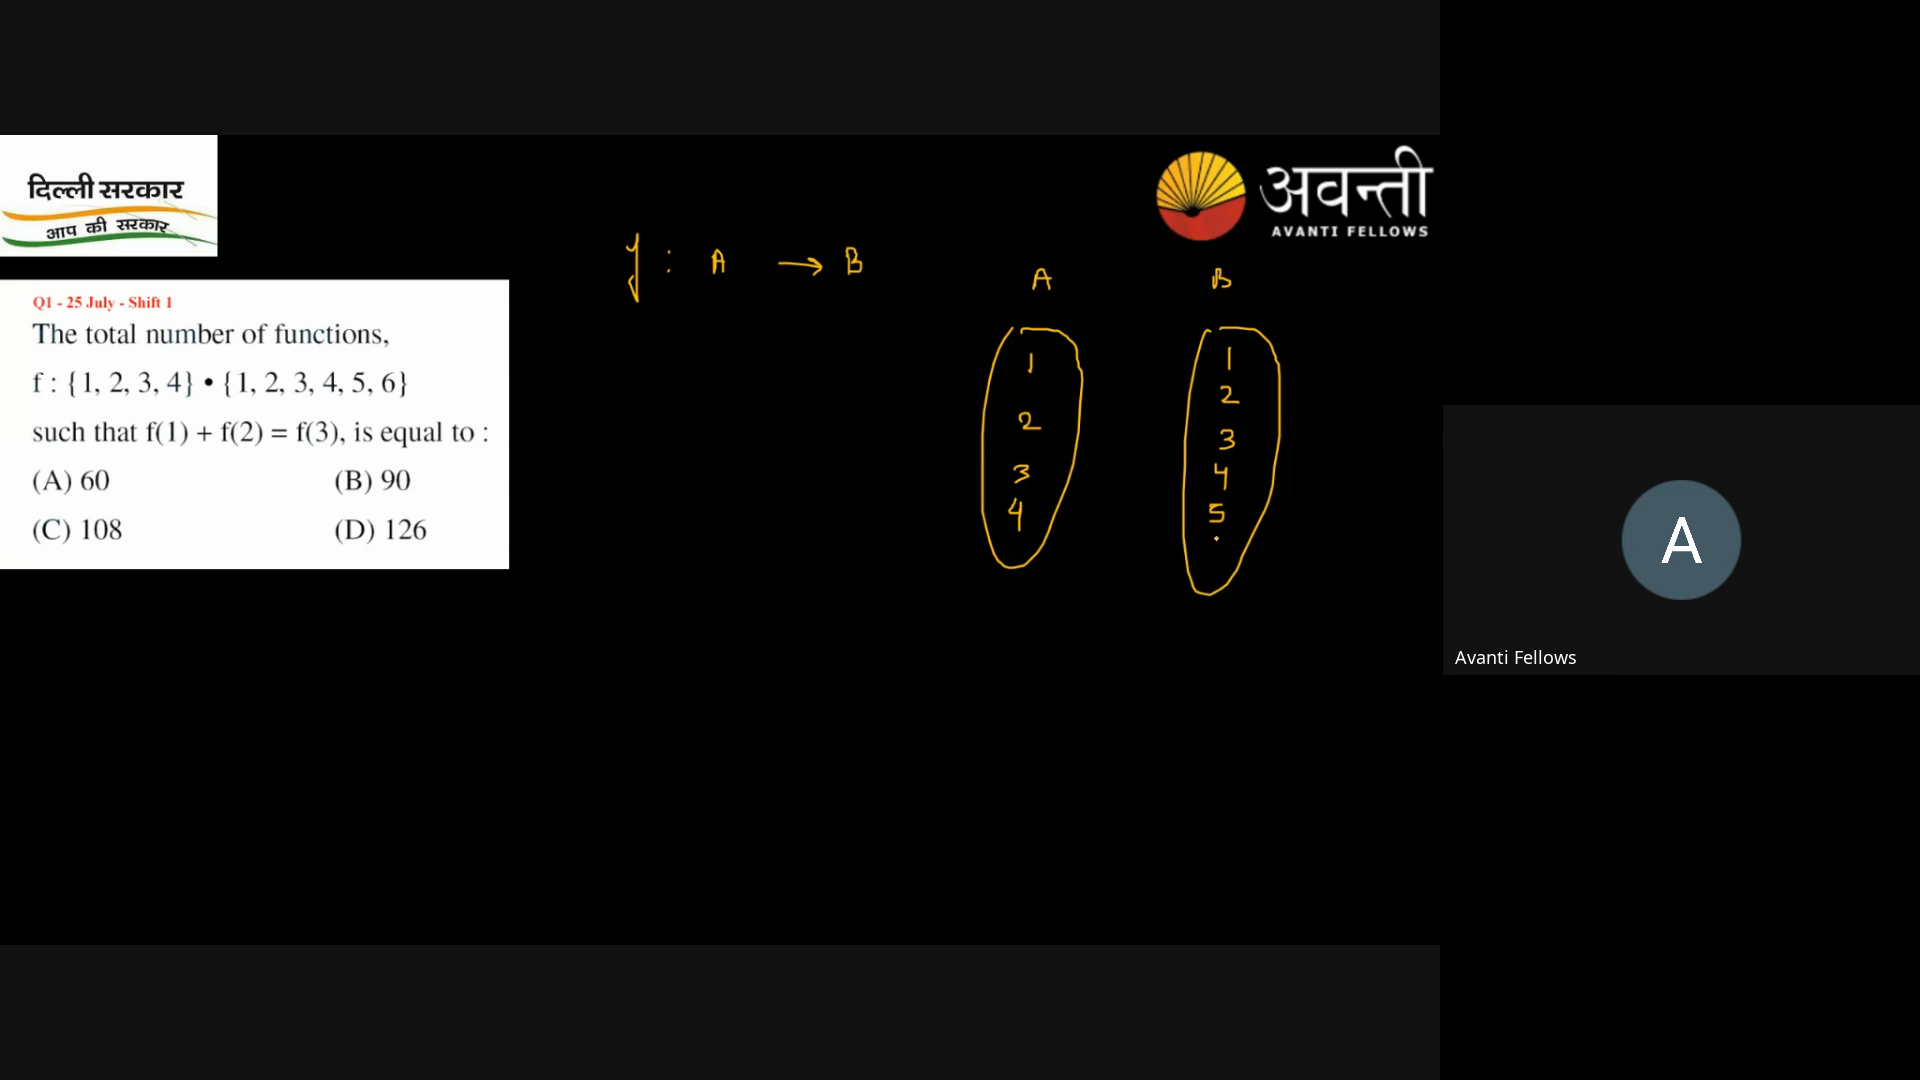 दिल्ली सरकार
आप की सरकार
अवन्ती
AVANTI FELLOWS
Q1 - 25 July - Shift 1
The total number of functions,
f : {1, 2, 3, 4} • {1, 2, 3, 4, 5, 6}
such that f(1) + f(2) = f(3), is equal to :
(A) 60 (B) 90
(C) 108 (D) 126
f : A → B
A B
1 1
2 2
3 3
4 4
5
A
Avanti Fellows